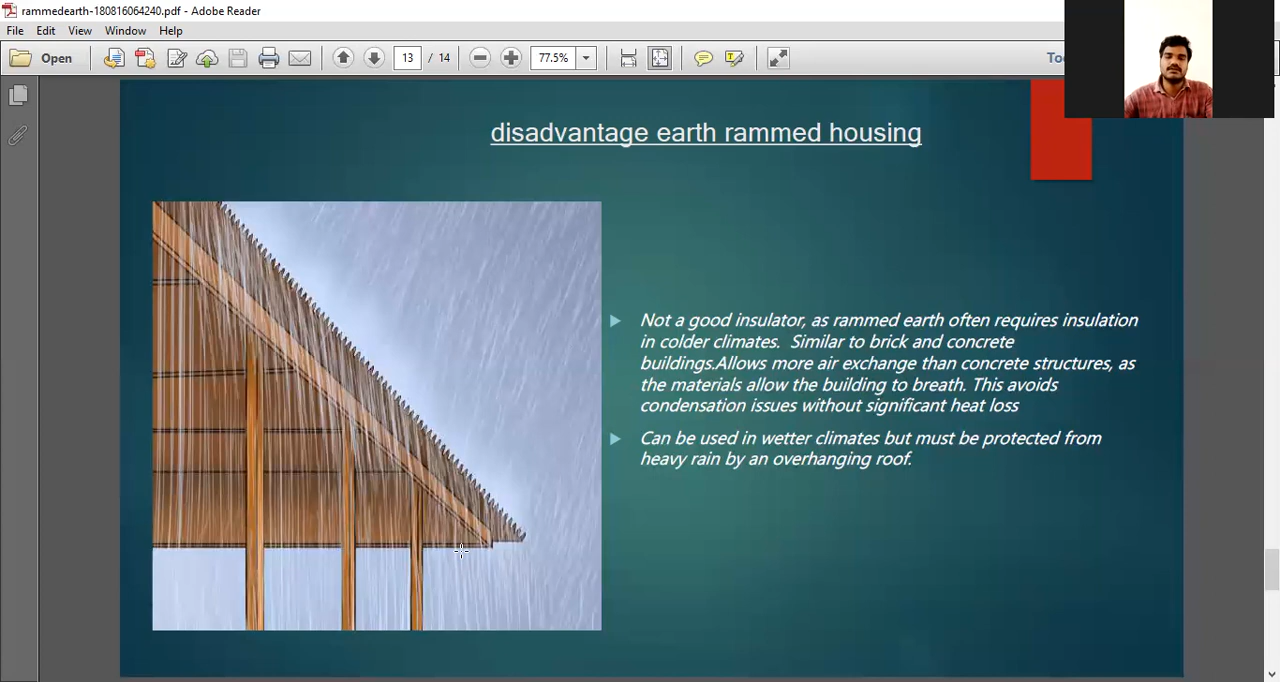 rammedearth-180816064240.pdf - Adobe Reader
File Edit View Window Help
Open 13 / 14 77.5%
disadvantage earth rammed housing
Not a good insulator, as rammed earth often requires insulation
in colder climates. Similar to brick and concrete
buildings.Allows more air exchange than concrete structures, as
the materials allow the building to breath. This avoids
condensation issues without significant heat loss
Can be used in wetter climates but must be protected from
heavy rain by an overhanging roof.